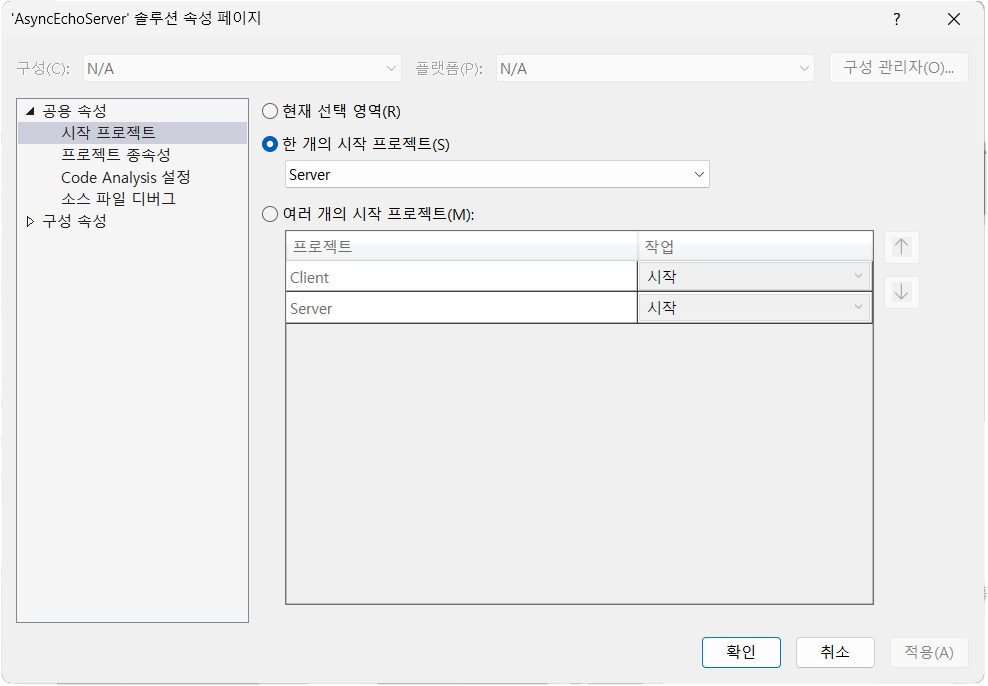 'AsyncEchoServer' 솔루션 속성 페이지
?
구성(C): N/A 플랫폼(P): N/A 구성 관리자(O)...
공용 속성
시작 프로젝트
프로젝트 종속성
Code Analysis 설정
소스 파일 디버그
구성 속성
현재 선택 영역(R)
한 개의 시작 프로젝트(S)
Server
여러 개의 시작 프로젝트(M):
프로젝트 작업
Client 시작
Server 시작
확인 취소 적용(A)